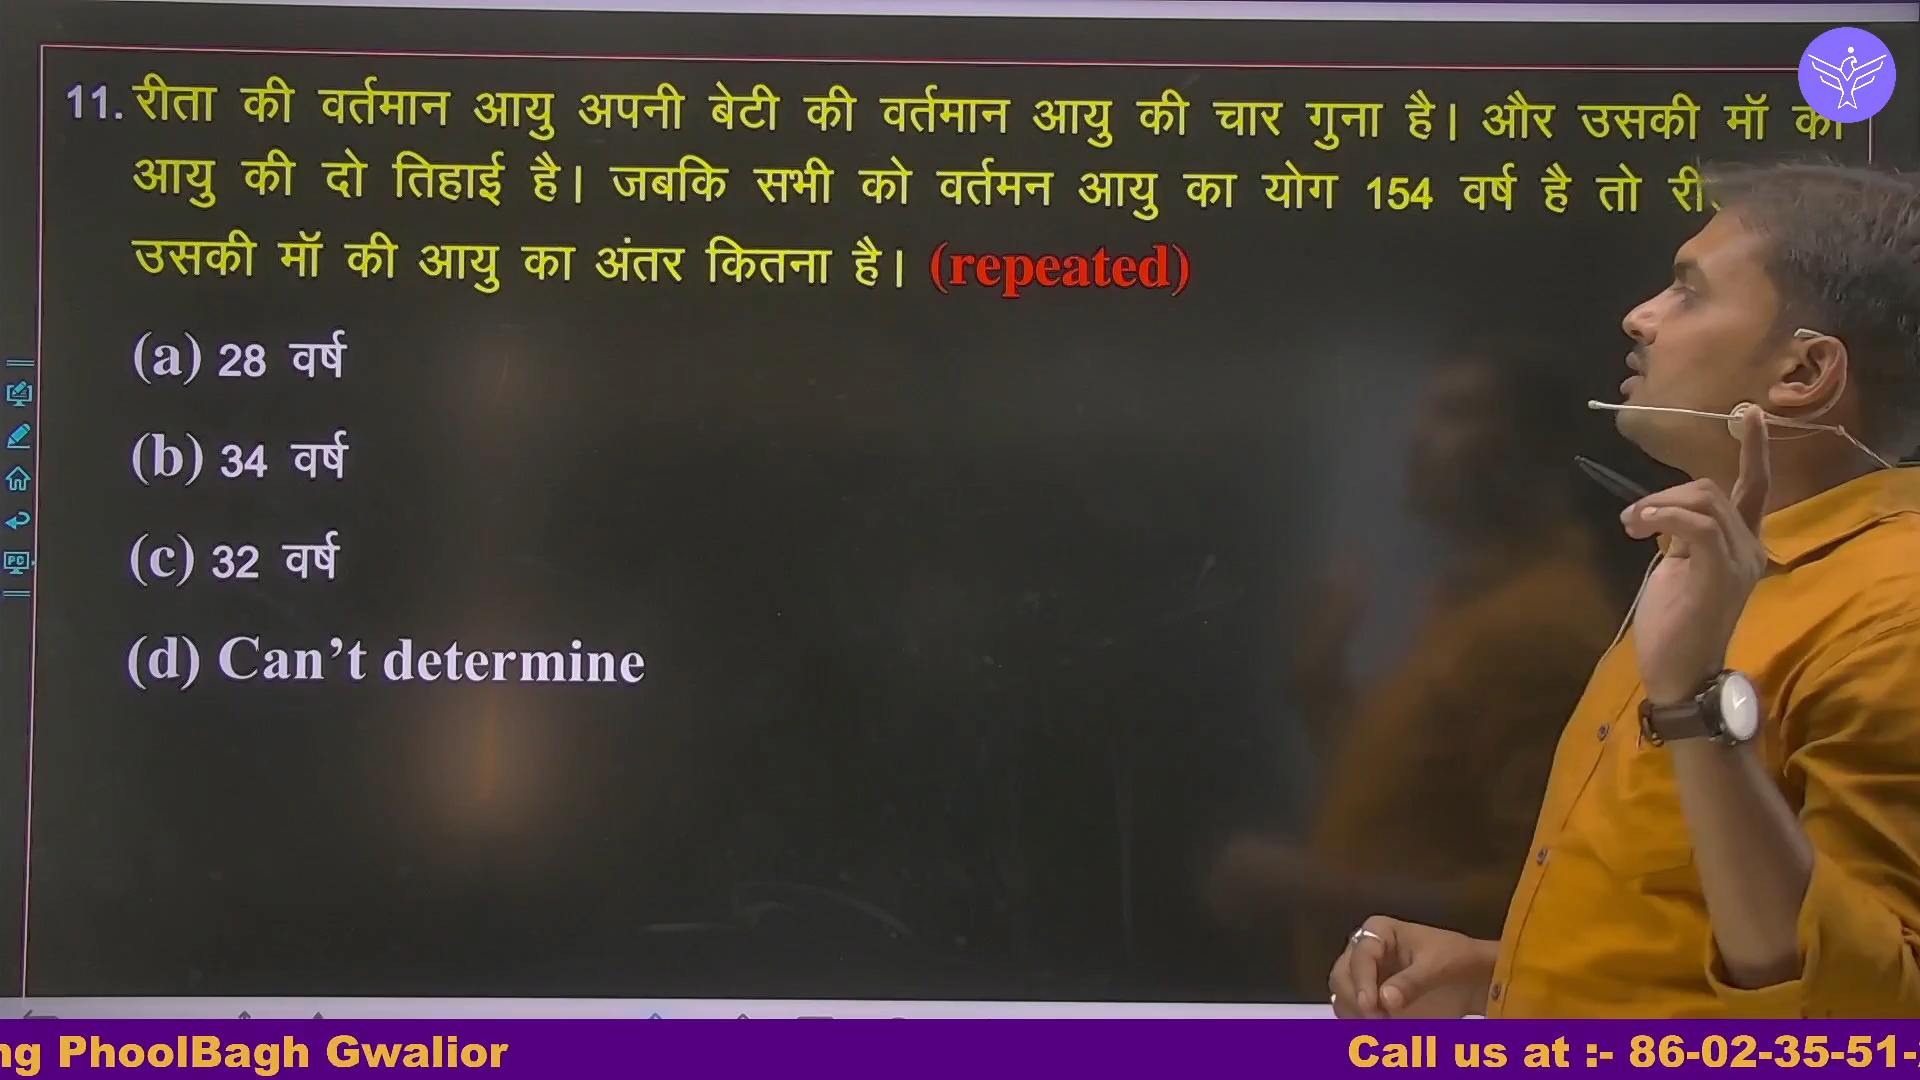 11. रीता की वर्तमान आयु अपनी बेटी की वर्तमान आयु की चार गुना है। और उसकी मॉ की
आयु की दो तिहाई है। जबकि सभी को वर्तमन आयु का योग 154 वर्ष है तो
उसकी मॉ की आयु का अंतर कितना है। (repeated)
(a) 28 वर्ष
(b) 34 वर्ष
(c) 32 वर्ष
(d) Can't determine
PhoolBagh Gwalior
Call us at :- 86-02-35-51-